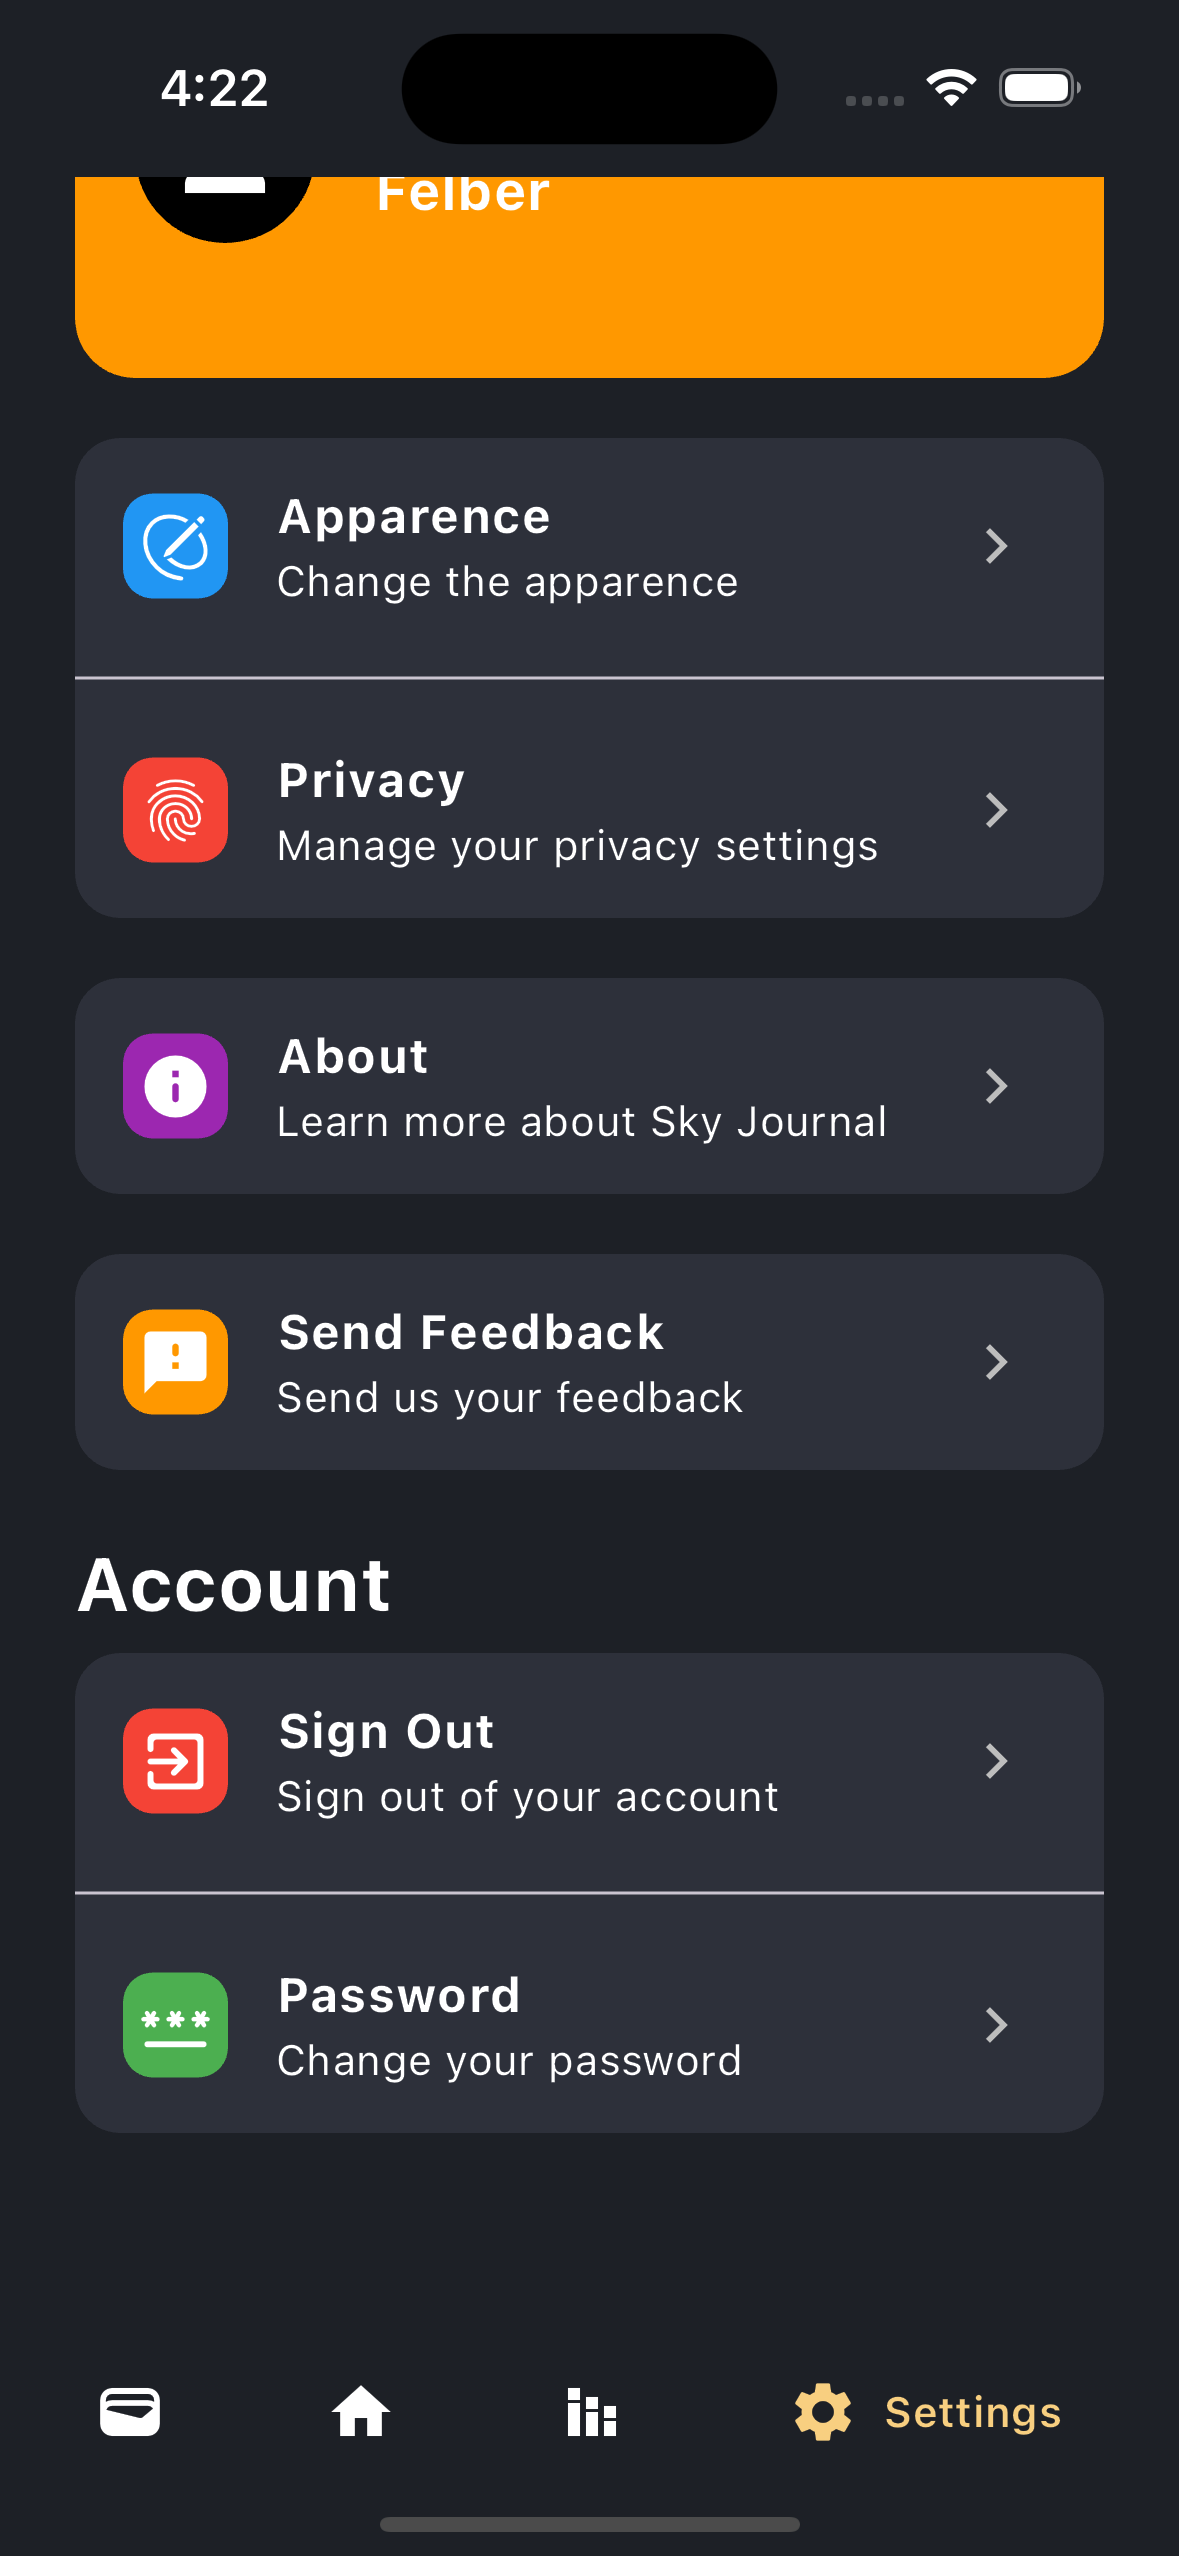 4:22
Felber
Apparence
Change the apparence
Privacy
Manage your privacy settings
About
Learn more about Sky Journal
Send Feedback
Send us your feedback
Account
Sign Out
Sign out of your account
Password
Change your password
Settings